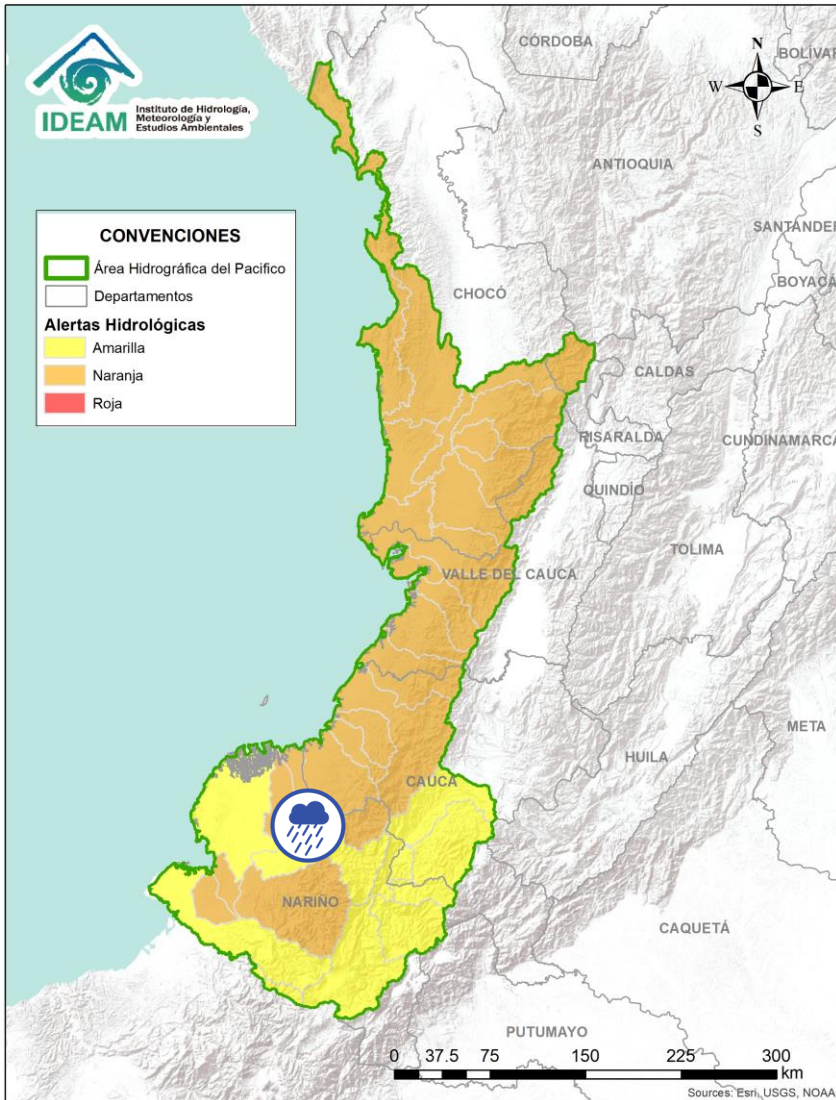 IDEAM
Instituto de Hidrología,
Meteorología y
Estudios Ambientales
N
W
E
S
CÓRDOBA
BOLÍVAR
ANTIOQUIA
SANTANDER
BOYACÁ
CHOCÓ
CALDAS
RISARALDA
CUNDINAMARCA
QUINDÍO
TOLIMA
VALLE DEL CAUCA
META
HUILA
CAUCA
NARIÑO
CAQUETÁ
PUTUMAYO
CONVENCIONES
Área Hidrográfica del Pacifico
Departamentos
Alertas Hidrológicas
Amarilla
Naranja
Roja
0 37.5 75 150 225 300
km
Sources: Esri, USGS, NOAA